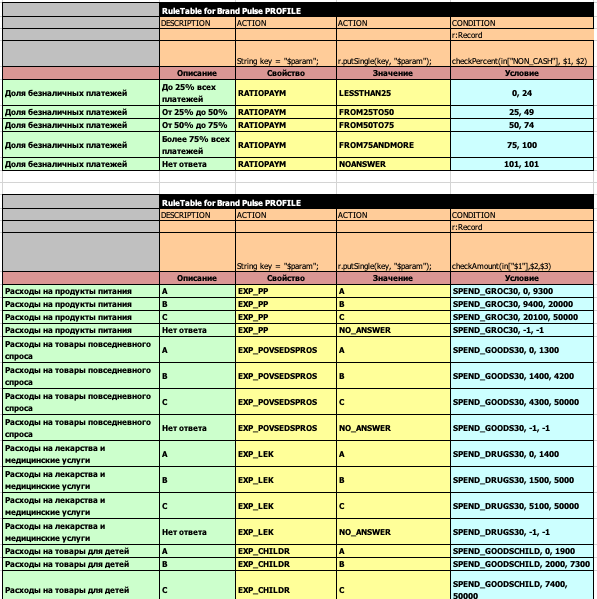 RuleTable for Brand Pulse PROFILE
DESCRIPTION ACTION ACTION CONDITION
r:Record
String key = "$param"; r.putSingle(key, "$param"); checkPercent(in["NON_CASH"], $1, $2)
Описание Свойство Значение Условие
Доля безналичных платежей До 25% всех платежей RATIOPAYM LESSTHAN25 0, 24
Доля безналичных платежей От 25% до 50% RATIOPAYM FROM25TO50 25, 49
Доля безналичных платежей От 50% до 75% RATIOPAYM FROM50TO75 50, 74
Доля безналичных платежей Более 75% всех платежей RATIOPAYM FROM75ANDMORE 75, 100
Доля безналичных платежей Нет ответа RATIOPAYM NOANSWER 101, 101
RuleTable for Brand Pulse PROFILE
DESCRIPTION ACTION ACTION CONDITION
r:Record
String key = "$param"; r.putSingle(key, "$param"); checkAmount(in["$1"],$2,$3)
Описание Свойство Значение Условие
Расходы на продукты питания A EXP_PP A SPEND_GROC30, 0, 9300
Расходы на продукты питания B EXP_PP B SPEND_GROC30, 9400, 20000
Расходы на продукты питания C EXP_PP C SPEND_GROC30, 20100, 50000
Расходы на продукты питания Нет ответа EXP_PP NO_ANSWER SPEND_GROC30, -1, -1
Расходы на товары повседневного спроса A EXP_POVSEDSPROS A SPEND_GOODS30, 0, 1300
Расходы на товары повседневного спроса B EXP_POVSEDSPROS B SPEND_GOODS30, 1400, 4200
Расходы на товары повседневного спроса C EXP_POVSEDSPROS C SPEND_GOODS30, 4300, 50000
Расходы на товары повседневного спроса Нет ответа EXP_POVSEDSPROS NO_ANSWER SPEND_GOODS30, -1, -1
Расходы на лекарства и медицинские услуги A EXP_LEK A SPEND_DRUGS30, 0, 1400
Расходы на лекарства и медицинские услуги B EXP_LEK B SPEND_DRUGS30, 1500, 5000
Расходы на лекарства и медицинские услуги C EXP_LEK C SPEND_DRUGS30, 5100, 50000
Расходы на лекарства и медицинские услуги Нет ответа EXP_LEK NO_ANSWER SPEND_DRUGS30, -1, -1
Расходы на товары для детей A EXP_CHILDR A SPEND_GOODSCHILD, 0, 1900
Расходы на товары для детей B EXP_CHILDR B SPEND_GOODSCHILD, 2000, 7300
Расходы на товары для детей C EXP_CHILDR C SPEND_GOODSCHILD, 7400, 50000